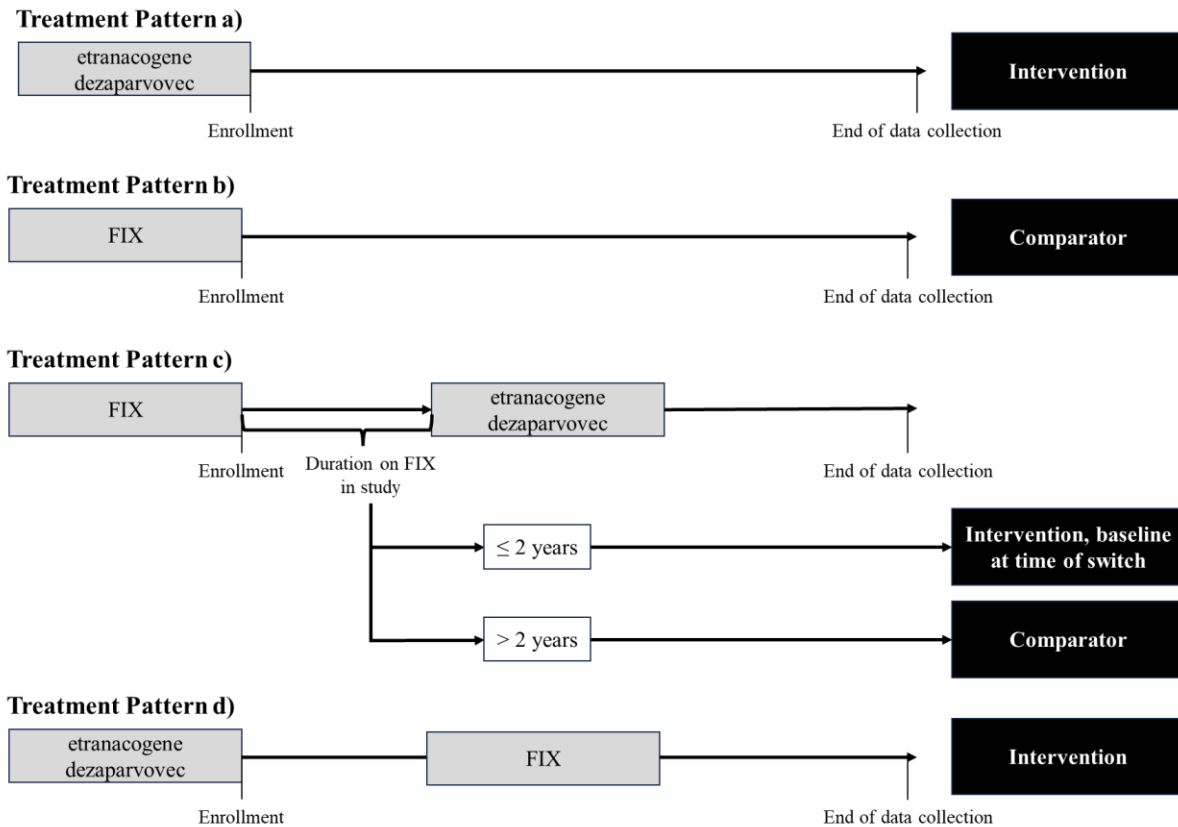 Treatment Pattern a)
etranacogene
dezaparvovec
Intervention
Enrollment
End of data collection
Treatment Pattern b)
FIX
Comparator
Enrollment
End of data collection
Treatment Pattern c)
FIX
etranacogene
dezaparvovec
Enrollment
Duration on FIX
in study
End of data collection
≤ 2 years
Intervention, baseline
at time of switch
> 2 years
Comparator
Treatment Pattern d)
etranacogene
dezaparvovec
FIX
Intervention
Enrollment
End of data collection